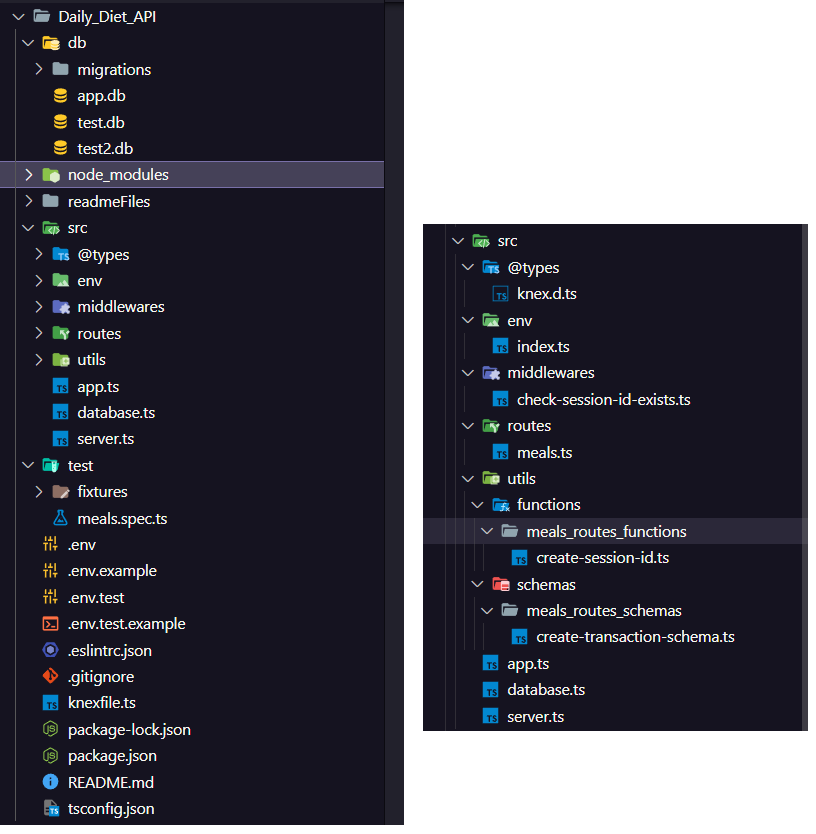 Daily_Diet_API
db
migrations
app.db
test.db
test2.db
node_modules
readmeFiles
src
@types
env
middlewares
routes
utils
app.ts
database.ts
server.ts
test
fixtures
meals.spec.ts
.env
.env.example
.env.test
.env.test.example
.eslintrc.json
.gitignore
knexfile.ts
package-lock.json
package.json
README.md
tsconfig.json
src
@types
knex.d.ts
env
index.ts
middlewares
check-session-id-exists.ts
routes
meals.ts
utils
functions
meals_routes_functions
create-session-id.ts
schemas
meals_routes_schemas
create-transaction-schema.ts
app.ts
database.ts
server.ts